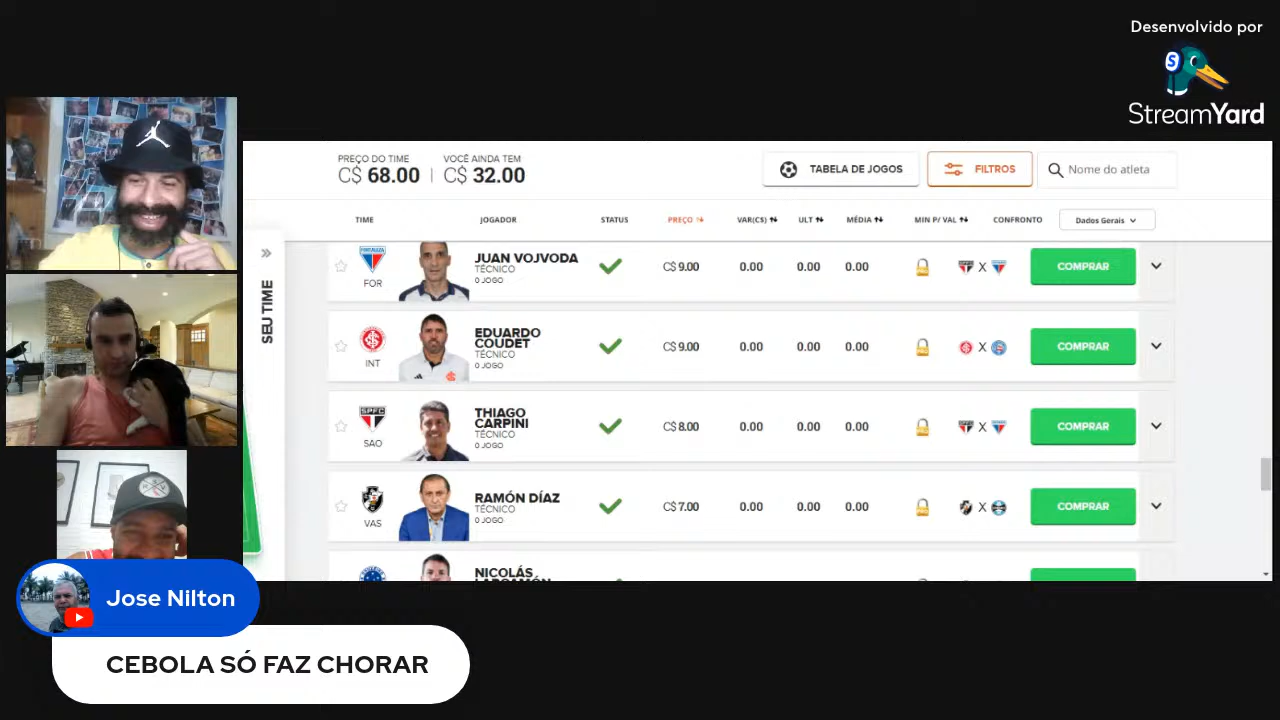 Desenvolvido por
StreamYard
PREÇO DO TIME
C$ 68.00
VOCÊ AINDA TEM
C$ 32.00
TABELA DE JOGOS
FILTROS
Nome do atleta
TIME JOGADOR STATUS PREÇO VAR(C$) ULT MÉDIA MIN P/ VAL CONFRONTO Dados Gerais
SEU TIME
FOR
JUAN VOJVODA
TÉCNICO
0 JOGO
C$ 9.00 0.00 0.00 0.00 X COMPRAR
INT
EDUARDO
COUDET
TÉCNICO
0 JOGO
C$ 9.00 0.00 0.00 0.00 X COMPRAR
SPFC
SAO
THIAGO
CARPINI
TÉCNICO
0 JOGO
C$ 8.00 0.00 0.00 0.00 X COMPRAR
VAS
RAMÓN DÍAZ
TÉCNICO
0 JOGO
C$ 7.00 0.00 0.00 0.00 X COMPRAR
NICOLÁS
Jose Nilton
CEBOLA SÓ FAZ CHORAR